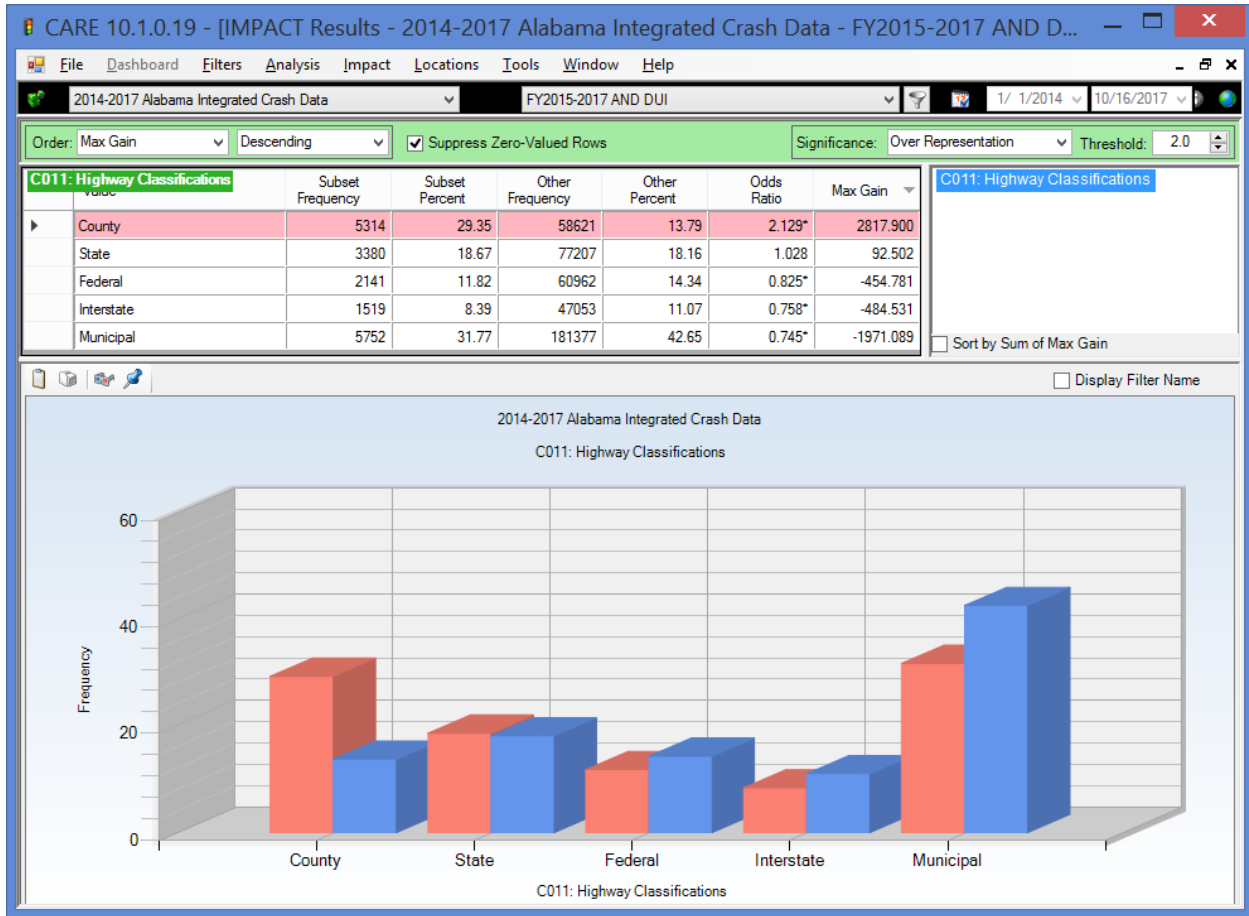 CARE 10.1.0.19 - [IMPACT Results - 2014-2017 Alabama Integrated Crash Data - FY2015-2017 AND D...
File Dashboard Filters Analysis Impact Locations Tools Window Help
2014-2017 Alabama Integrated Crash Data FY2015-2017 AND DUI 1/ 1/2014 10/16/2017
Order: Max Gain Descending Suppress Zero-Valued Rows Significance: Over Representation Threshold: 2.0
C011: Highway Classifications
Value Subset Frequency Subset Percent Other Frequency Other Percent Odds Ratio Max Gain
County 5314 29.35 58621 13.79 2.129* 2817.900
State 3380 18.67 77207 18.16 1.028 92.502
Federal 2141 11.82 60962 14.34 0.825* -454.781
Interstate 1519 8.39 47053 11.07 0.758* -484.531
Municipal 5752 31.77 181377 42.65 0.745* -1971.089
C011: Highway Classifications
Sort by Sum of Max Gain
Display Filter Name
2014-2017 Alabama Integrated Crash Data
C011: Highway Classifications
Frequency
60
40
20
0
County State Federal Interstate Municipal
C011: Highway Classifications